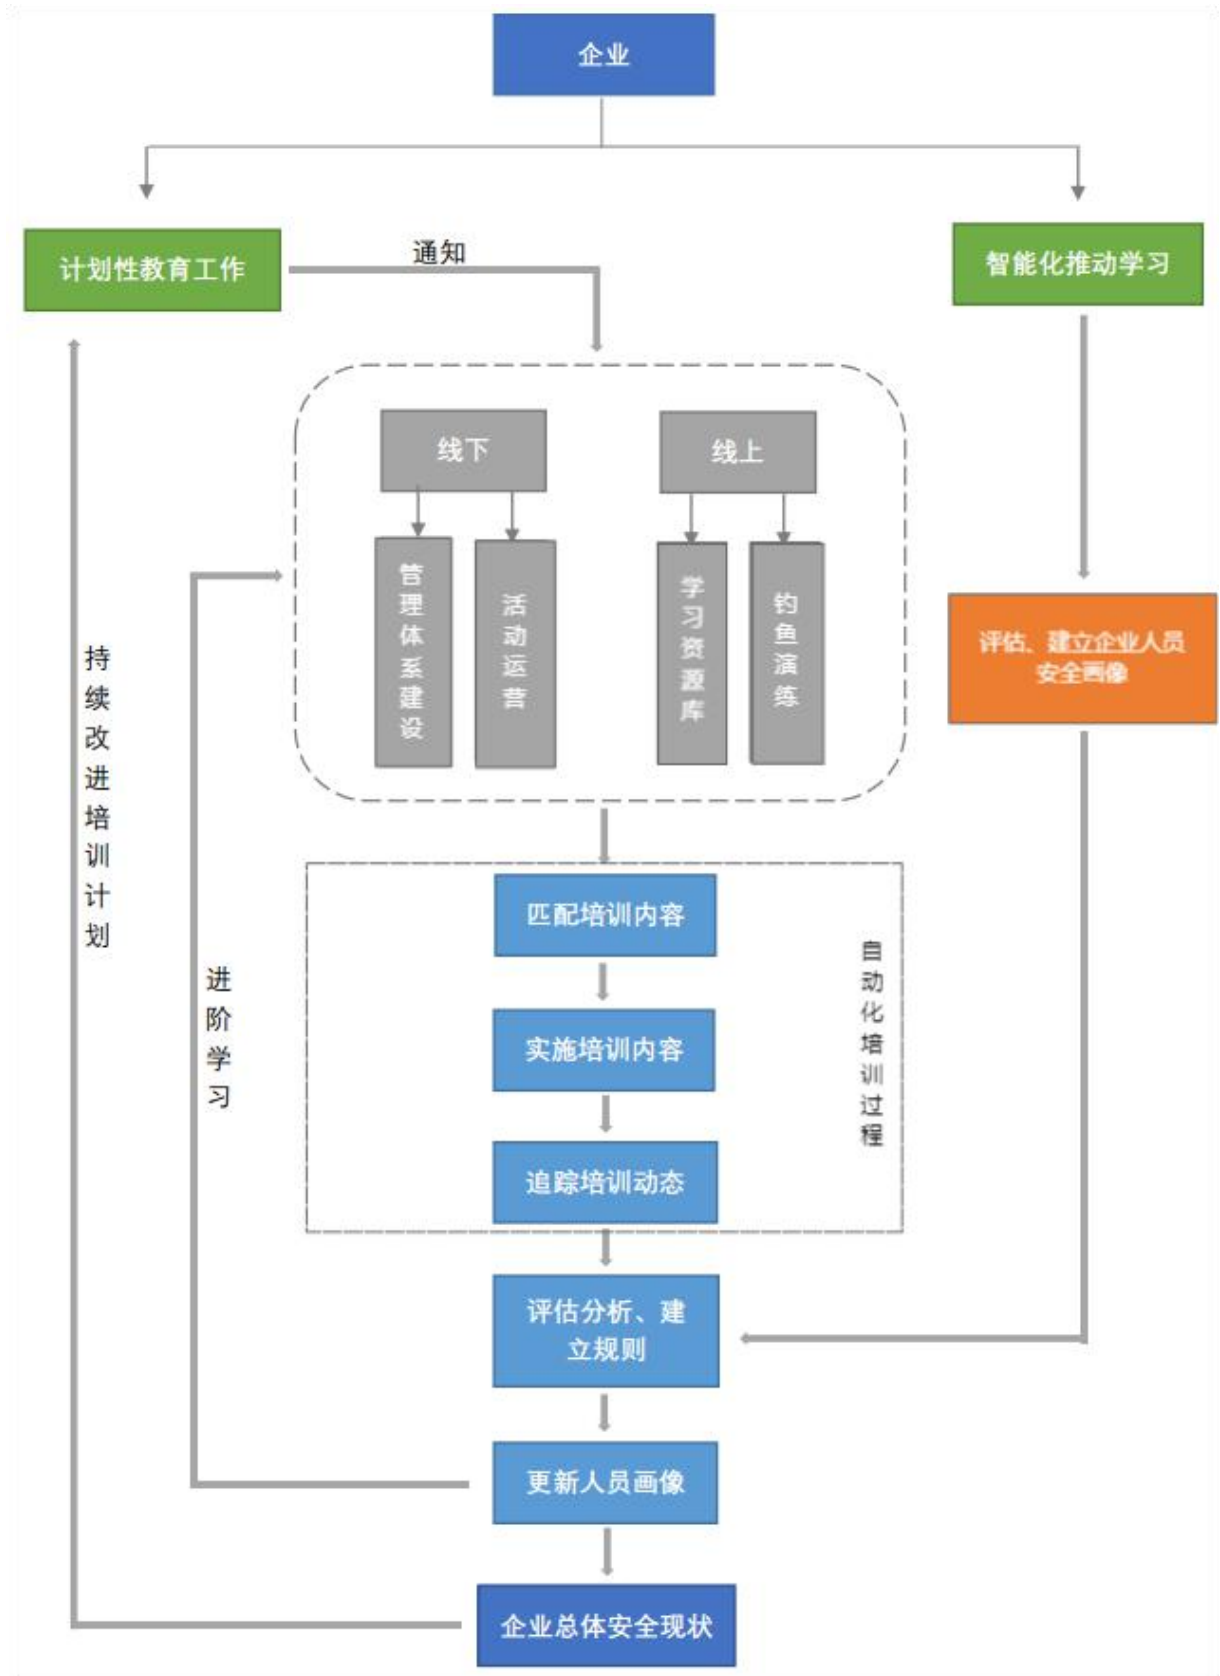 企业
计划性教育工作
通知
智能化推动学习
线下
线上
管理体系建设
活动运营
学习资源库
钓鱼演练
评估、建立企业人员
安全画像
持续改进培训计划
进阶学习
匹配培训内容
实施培训内容
追踪培训动态
自动化培训过程
评估分析、建
立规则
更新人员画像
企业总体安全现状